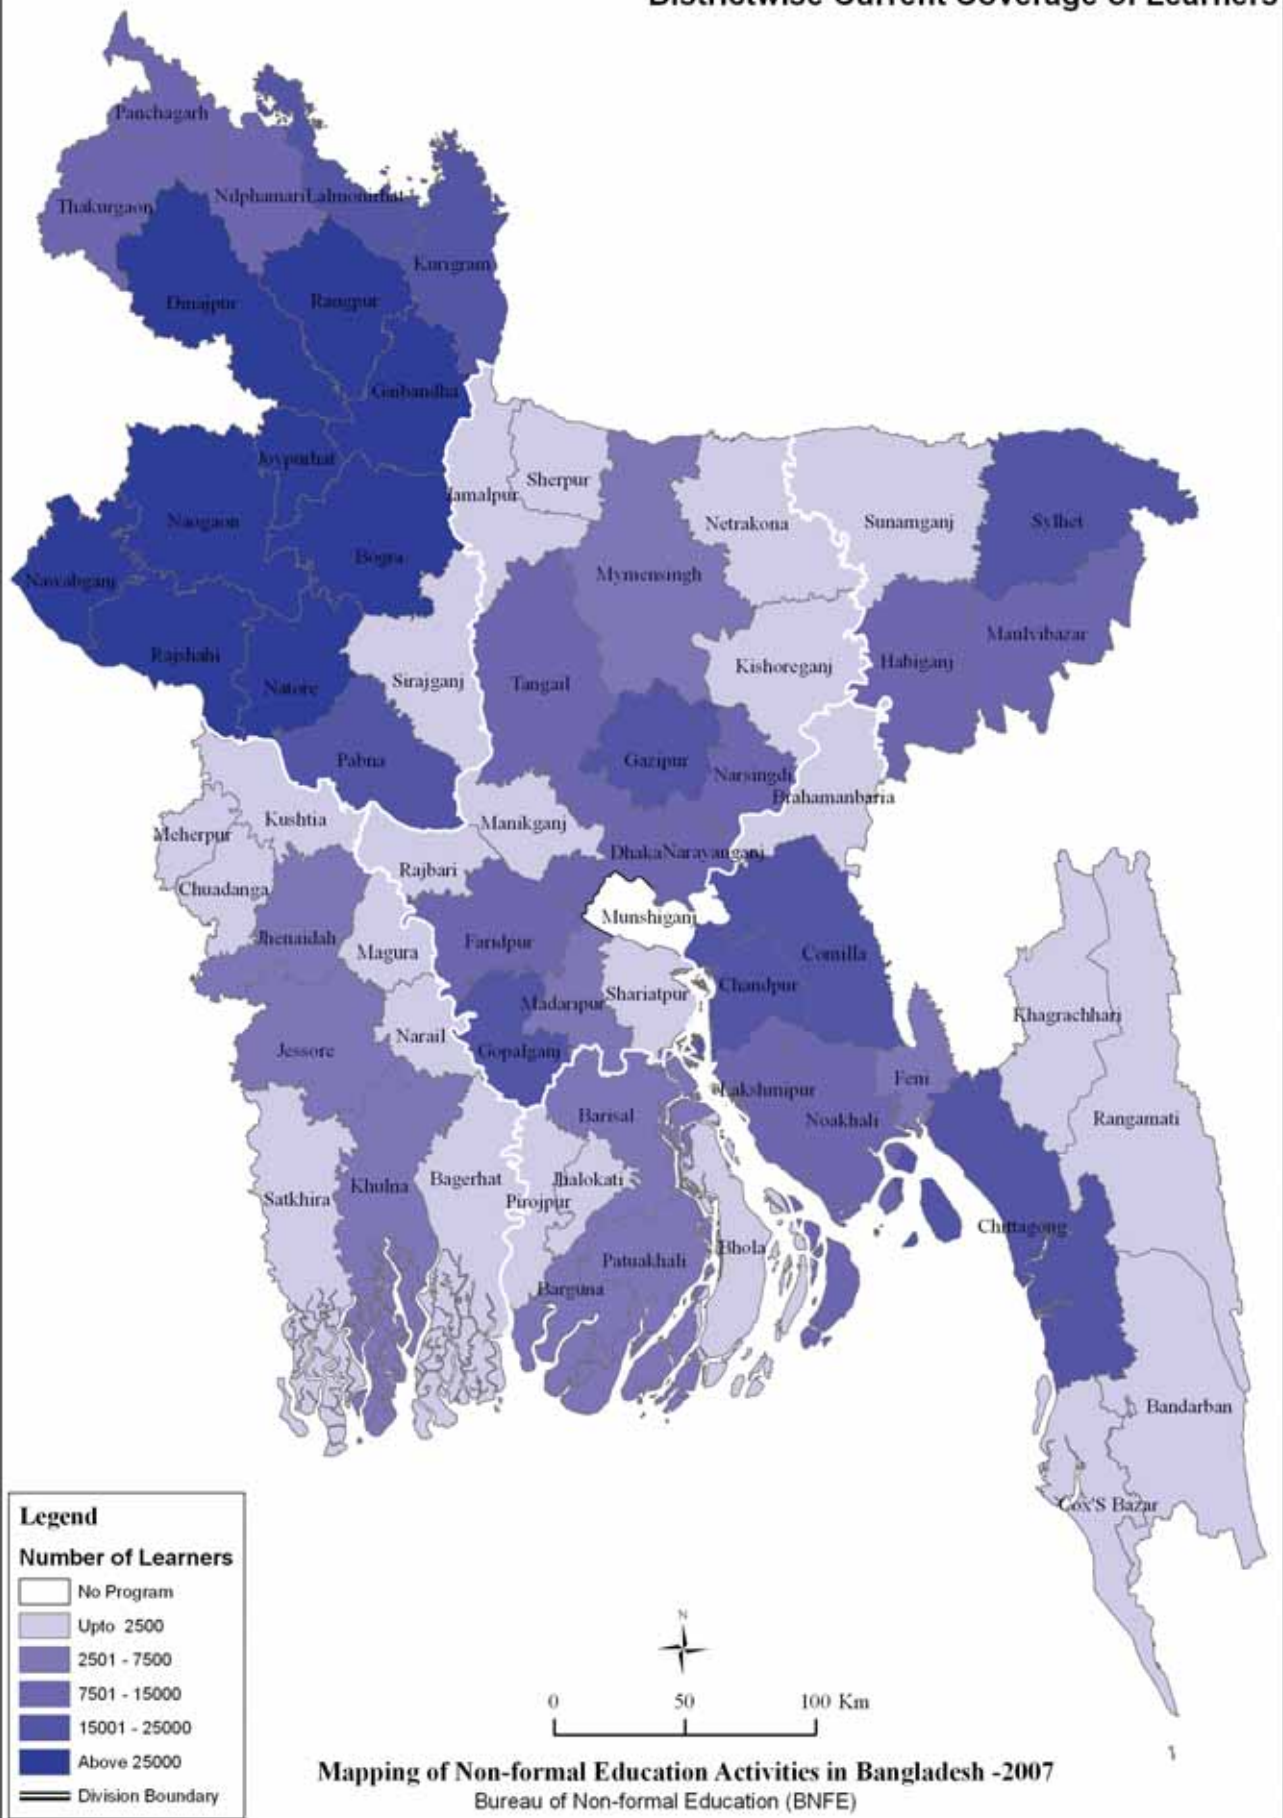 Districtwise Current Coverage of Learners
Panchagarh
Thakurgaon
Nilphamari
Lalmonirhat
Kurigram
Dinajpur
Rangpur
Gaibandha
Joypurhat
Naogaon
Bogra
Nawabganj
Rajshahi
Natore
Sirajganj
Pabna
Jamalpur
Sherpur
Mymensingh
Netrakona
Sunamganj
Sylhet
Maulvibazar
Habiganj
Kishoreganj
Tangail
Gazipur
Narsingdi
Brahamanbaria
Kushtia
Meherpur
Chuadanga
Manikganj
Rajbari
Dhaka
Narayanganj
Munshiganj
Jhenaidah
Magura
Faridpur
Comilla
Chandpur
Shariatpur
Madaripur
Gopalganj
Narail
Jessore
Khagrachhari
Rangamati
Feni
Lakshmipur
Noakhali
Barisal
Satkhira
Khulna
Bagerhat
Pirojpur
Jhalokati
Patuakhali
Barguna
Bhola
Chittagong
Bandarban
Cox'S Bazar
Legend
Number of Learners
No Program
Upto 2500
2501 - 7500
7501 - 15000
15001 - 25000
Above 25000
Division Boundary
N
0 50 100 Km
1
Mapping of Non-formal Education Activities in Bangladesh -2007
Bureau of Non-formal Education (BNFE)